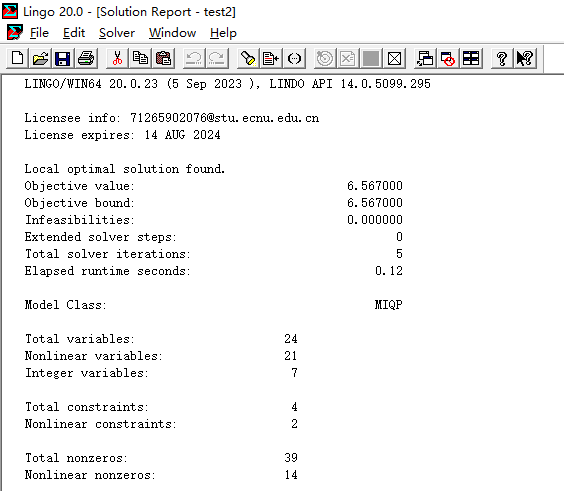 Lingo 20.0 - [Solution Report - test2]
File Edit Solver Window Help
LINGO/WIN64 20.0.23 (5 Sep 2023 ), LINDO API 14.0.5099.295
Licensee info: 71265902076@stu.ecnu.edu.cn
License expires: 14 AUG 2024
Local optimal solution found.
Objective value: 6.567000
Objective bound: 6.567000
Infeasibilities: 0.000000
Extended solver steps: 0
Total solver iterations: 5
Elapsed runtime seconds: 0.12
Model Class: MIQP
Total variables: 24
Nonlinear variables: 21
Integer variables: 7
Total constraints: 4
Nonlinear constraints: 2
Total nonzeros: 39
Nonlinear nonzeros: 14